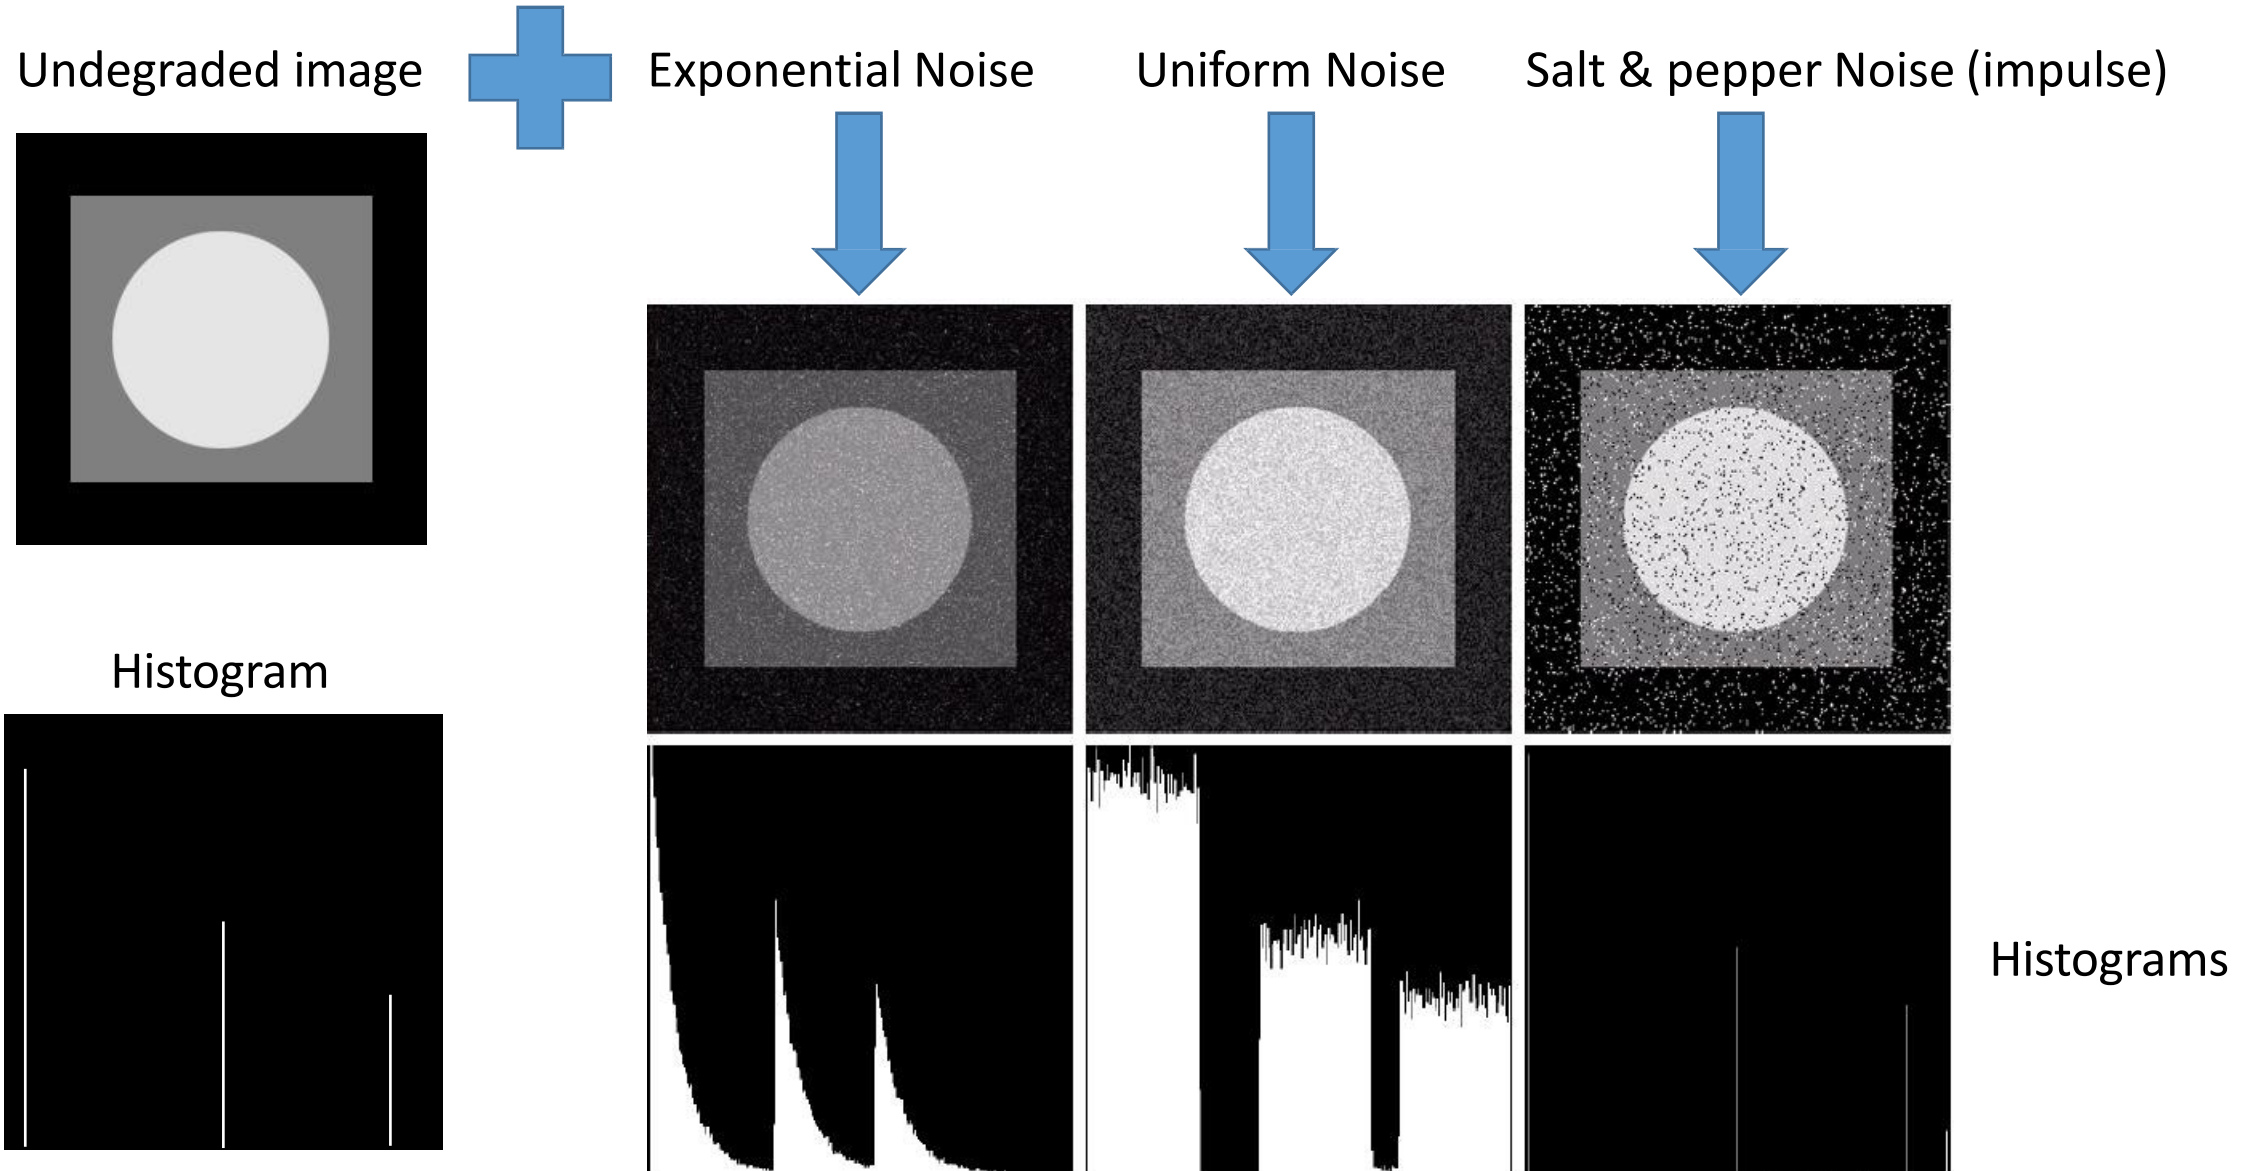 Undegraded image
Exponential Noise
Uniform Noise
Salt & pepper Noise (impulse)
Histogram
Histograms